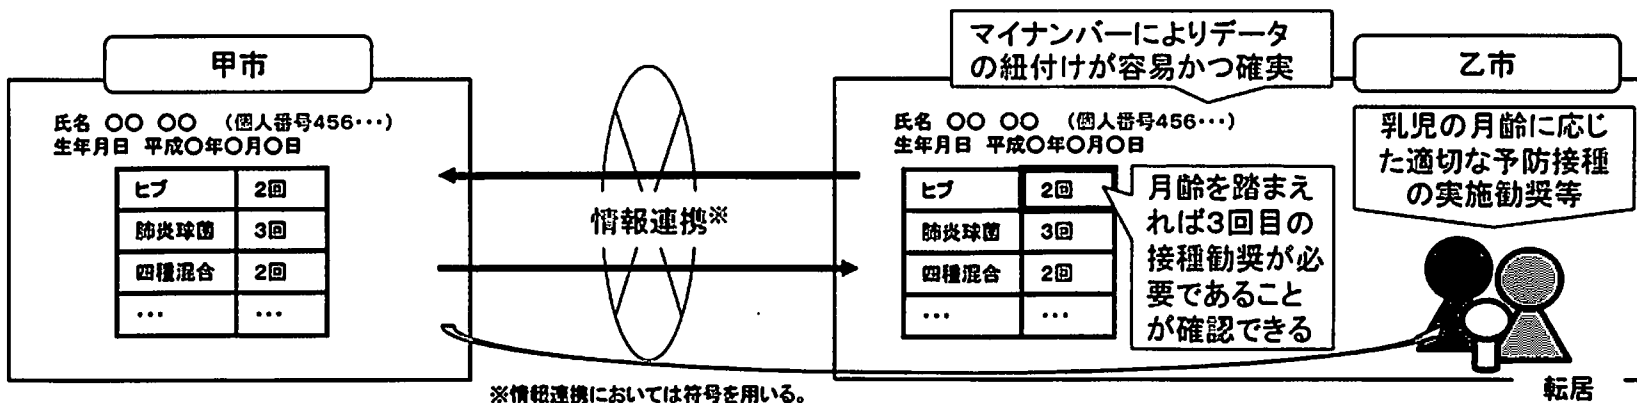 甲市
氏名 〇〇 〇〇 （個人番号456･･･）
生年月日 平成〇年〇月〇日
ヒブ 2回
肺炎球菌 3回
四種混合 2回
･･･ ･･･
情報連携※
※情報連携においては符号を用いる。
マイナンバーによりデータ
の紐付けが容易かつ確実
乙市
氏名 〇〇 〇〇 （個人番号456･･･）
生年月日 平成〇年〇月〇日
ヒブ 2回
肺炎球菌 3回
四種混合 2回
･･･ ･･･
月齢を踏まえ
れば3回目の
接種勧奨が必
要であること
が確認できる
乳児の月齢に応じ
た適切な予防接種
の実施勧奨等
転居